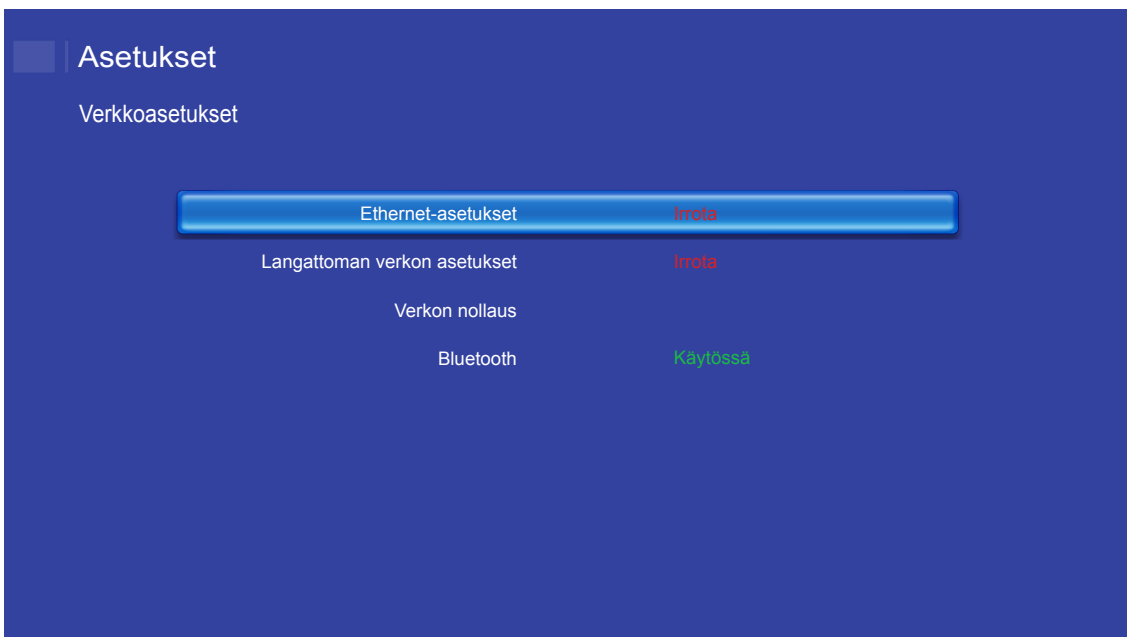 Asetukset
Verkkoasetukset
Ethernet-asetukset Irrota
Langattoman verkon asetukset Irrota
Verkon nollaus
Bluetooth Käytössä